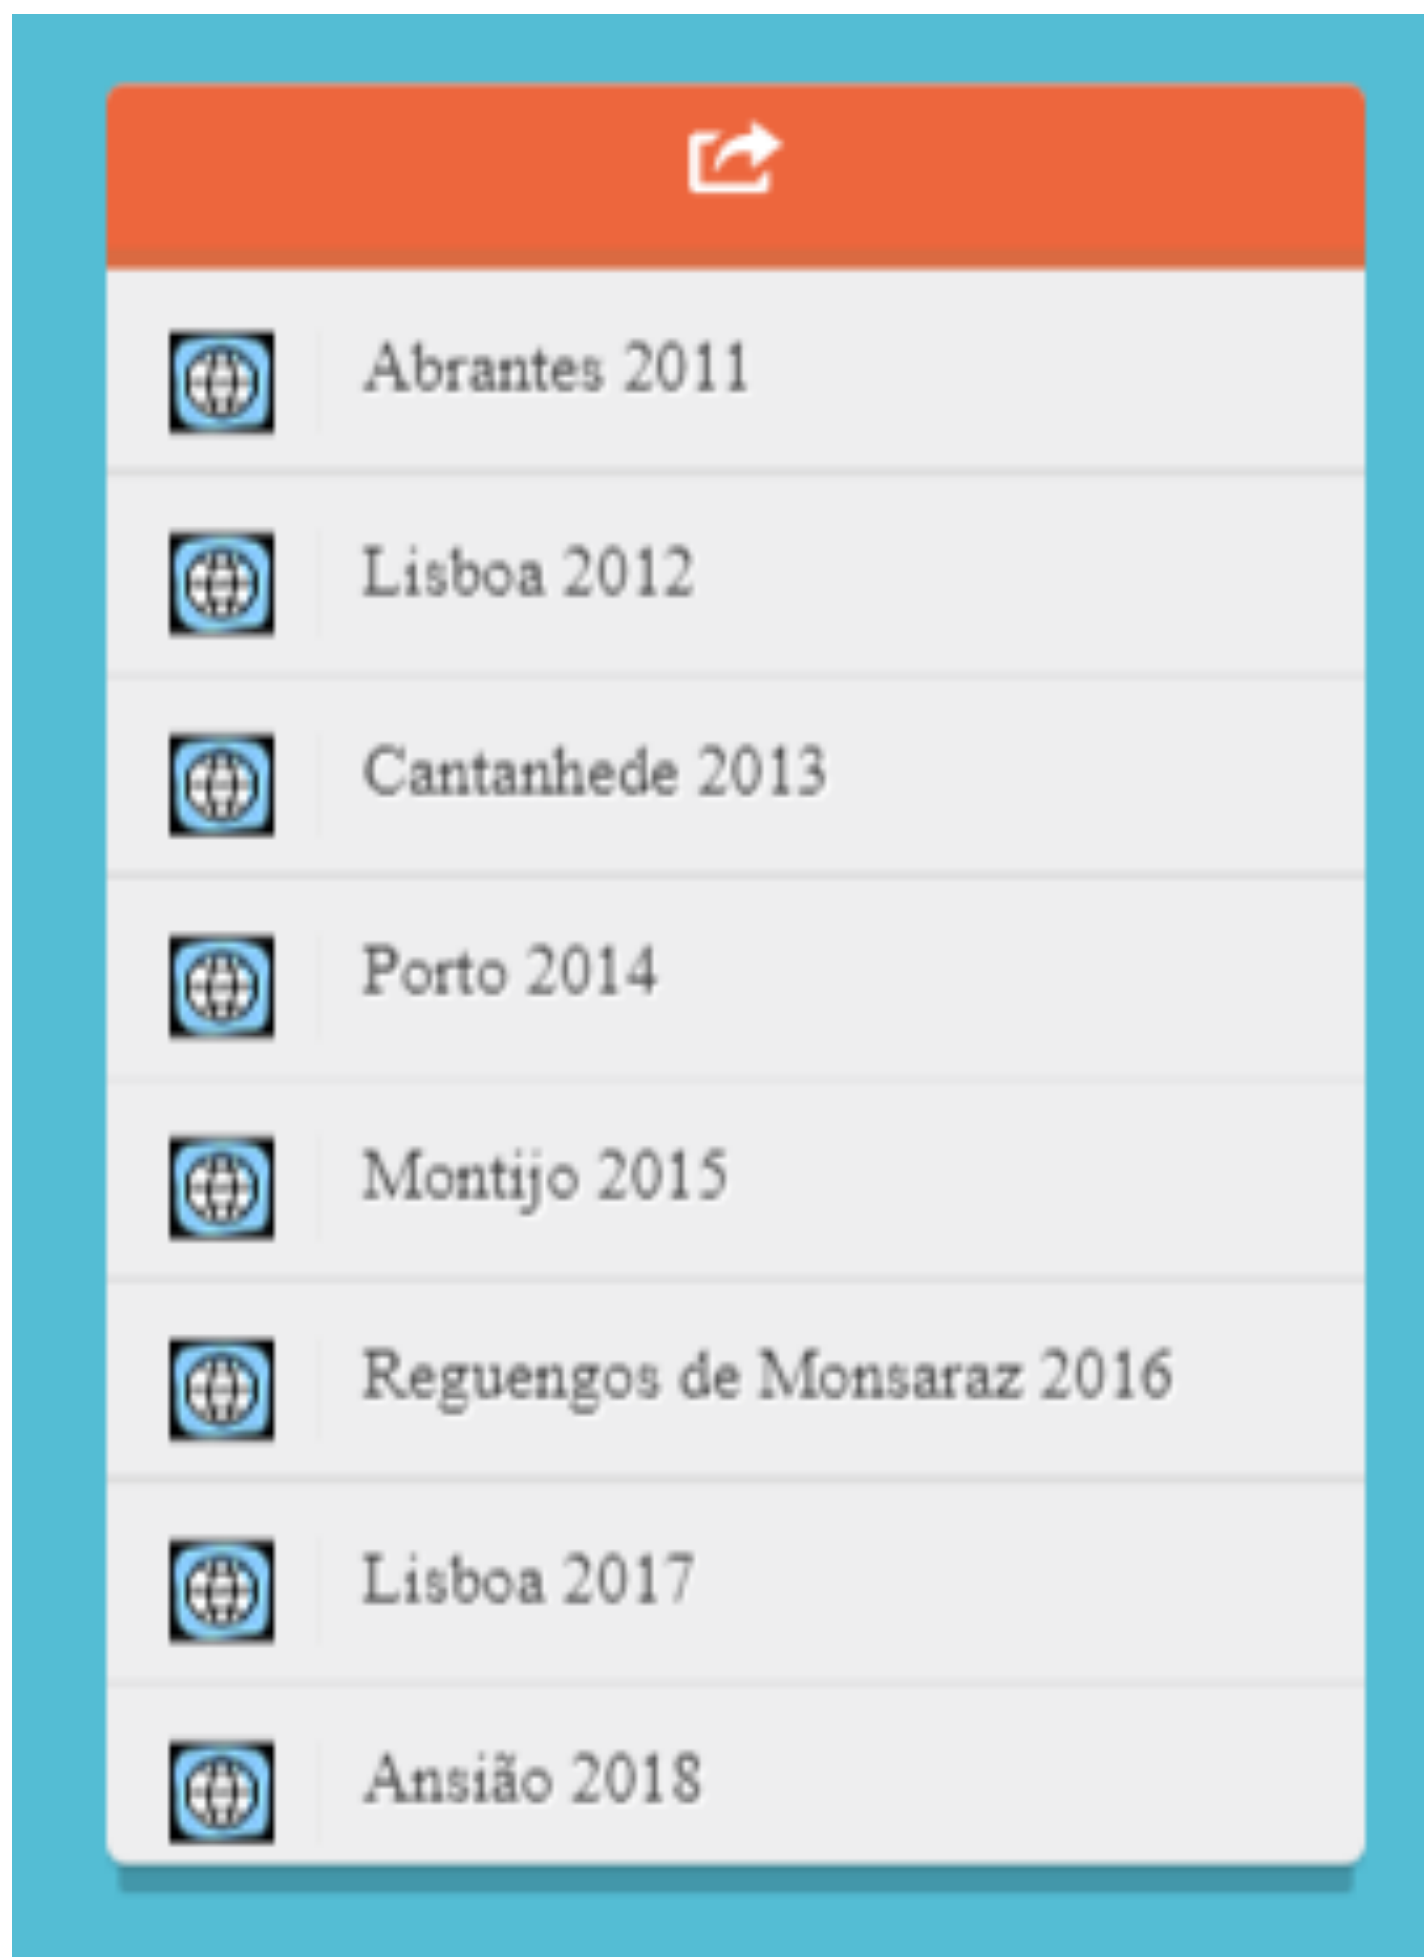 Abrantes 2011
Lisboa 2012
Cantanhede 2013
Porto 2014
Montijo 2015
Reguengos de Monsaraz 2016
Lisboa 2017
Ansião 2018